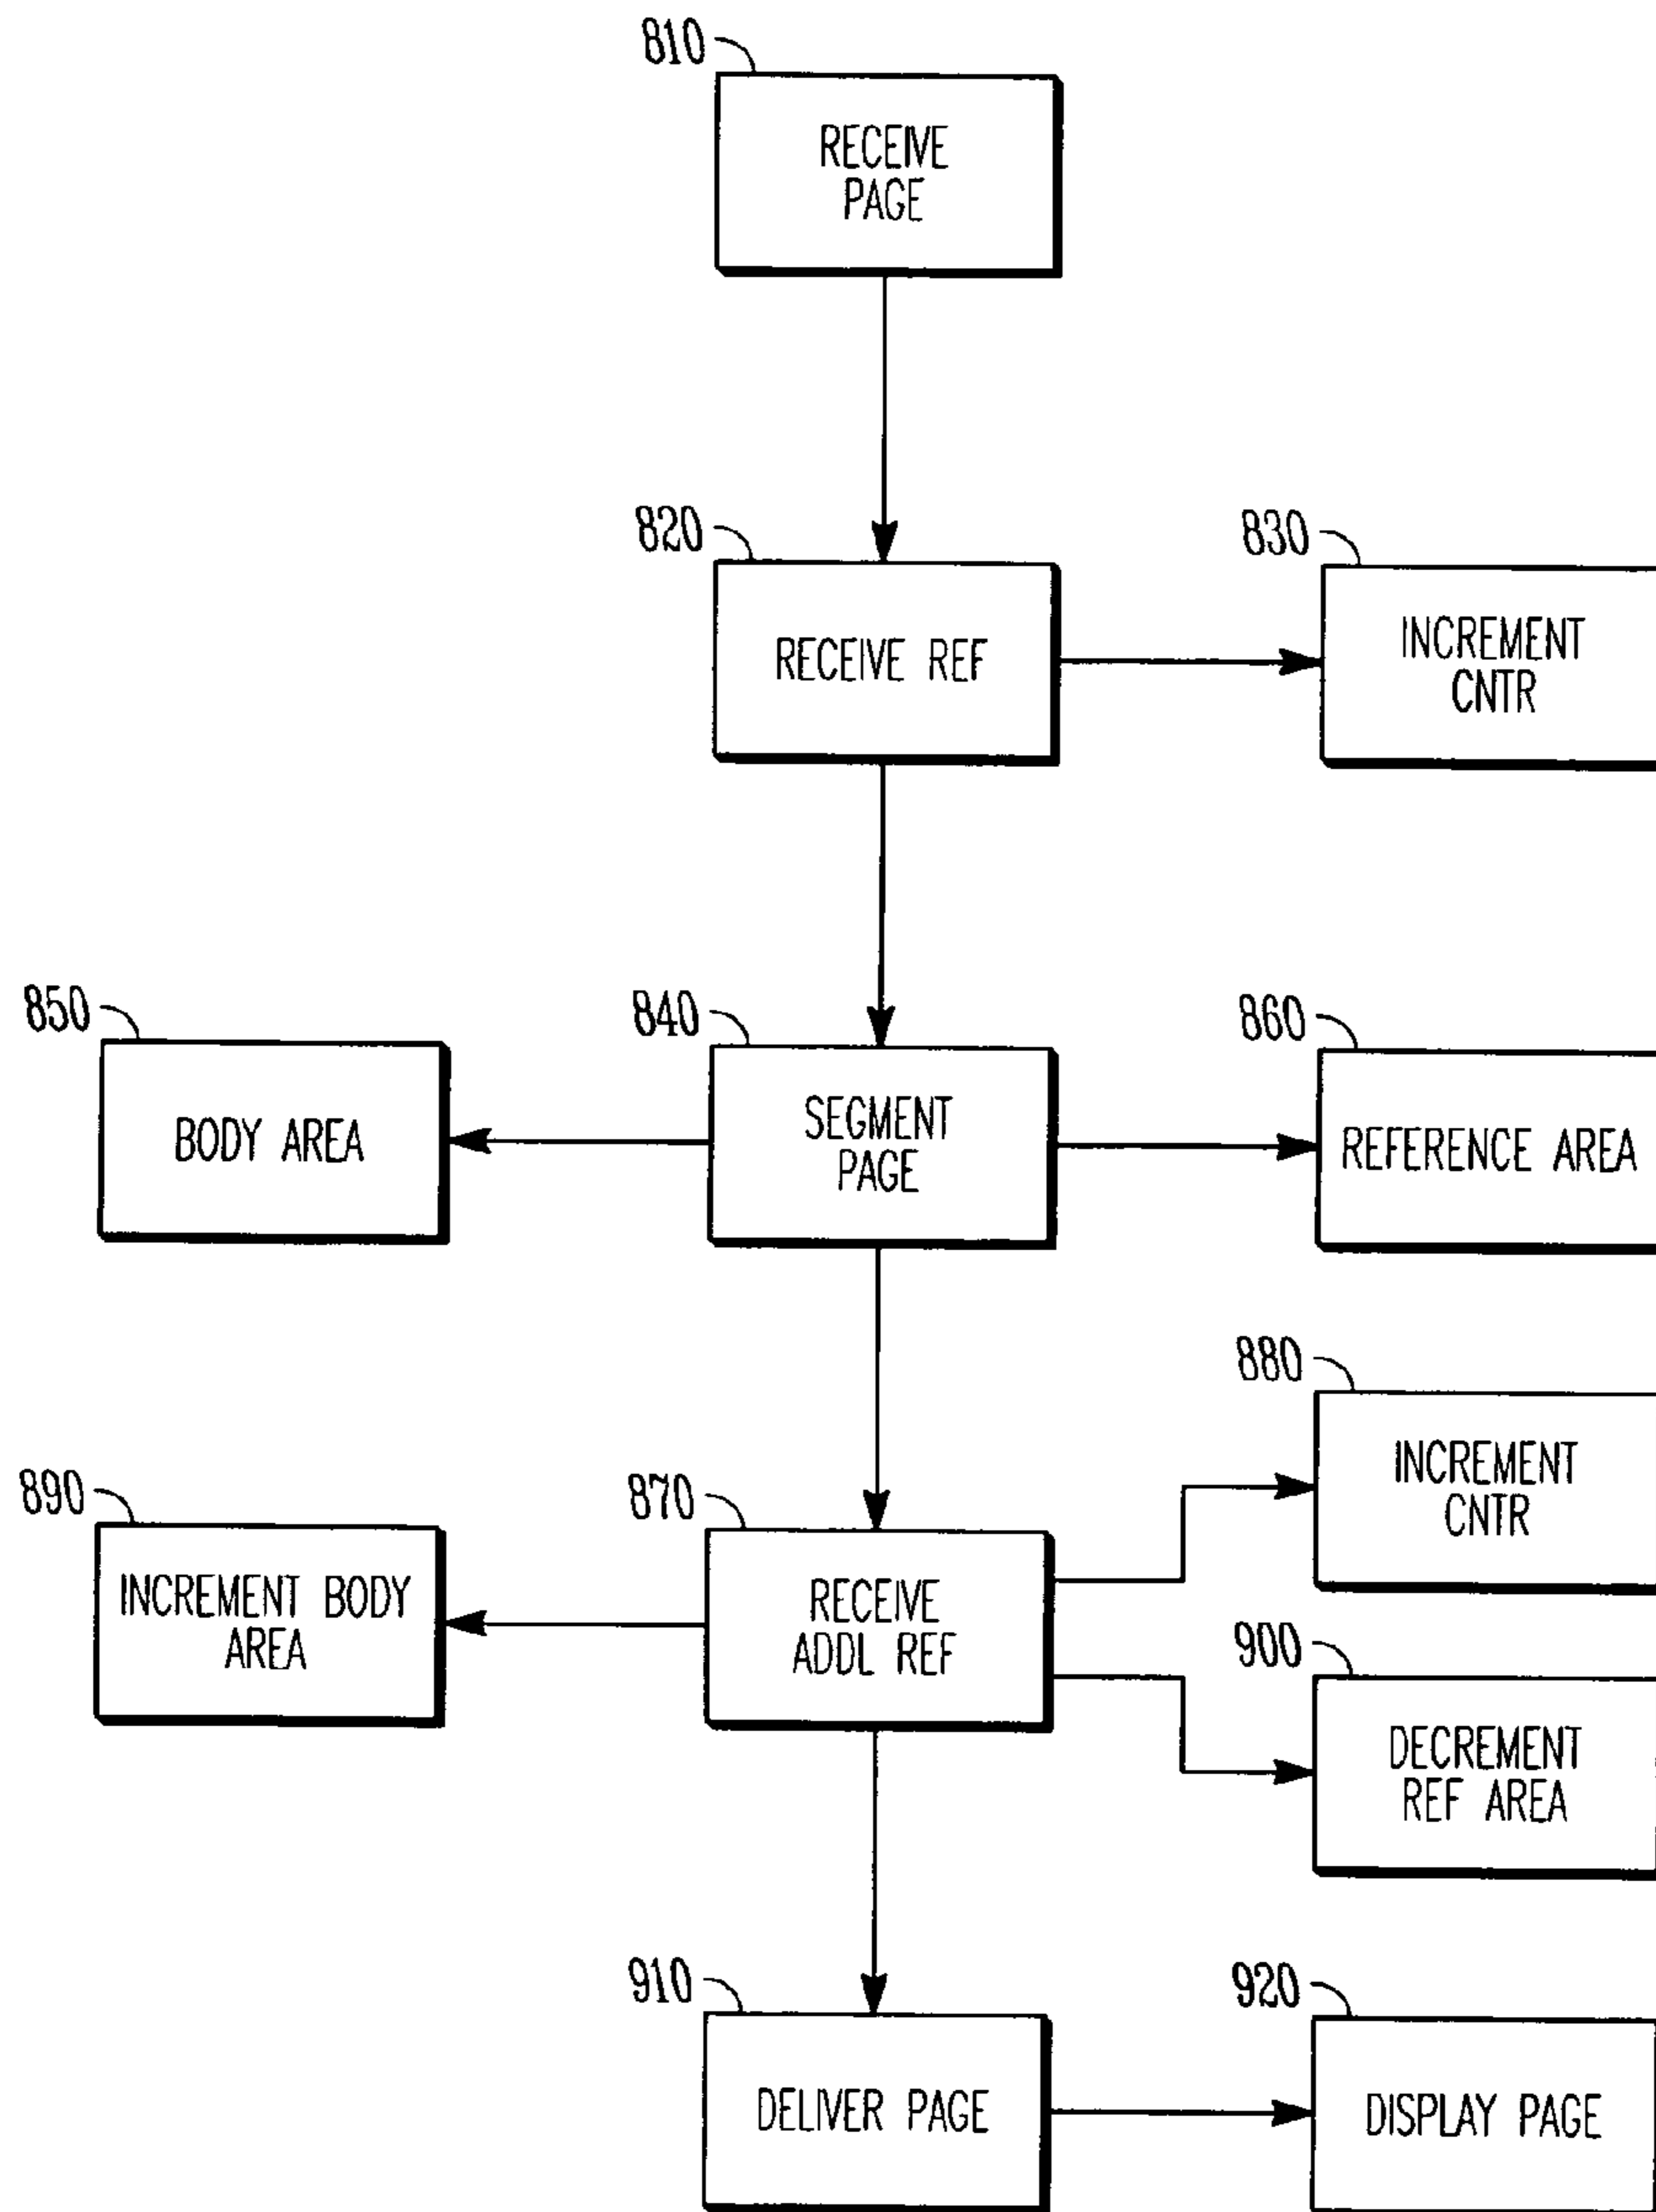 810
RECEIVE
PAGE
820
RECEIVE REF
830
INCREMENT
CNTR
850
BODY AREA
840
SEGMENT
PAGE
860
REFERENCE AREA
890
INCREMENT BODY
AREA
870
RECEIVE
ADDL REF
880
INCREMENT
CNTR
900
DECREMENT
REF AREA
910
DELIVER PAGE
920
DISPLAY PAGE